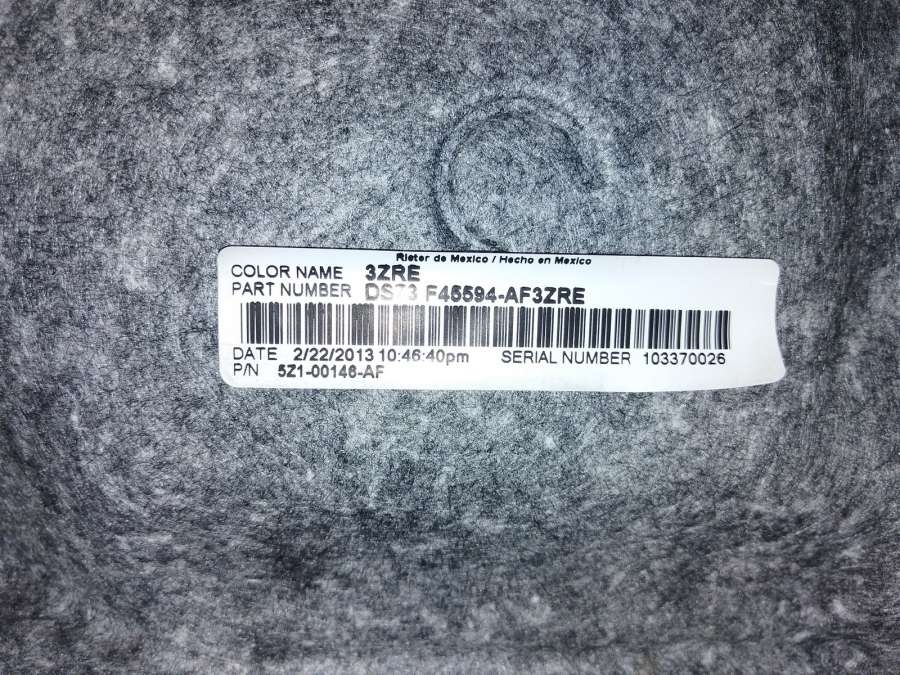 Rieter de Mexico / Hecho en Mexico
COLOR NAME 3ZRE
PART NUMBER DS73 F45594-AF3ZRE
DATE 2/22/2013 10:46:40pm SERIAL NUMBER 103370026
P/N 5Z1-00146-AF